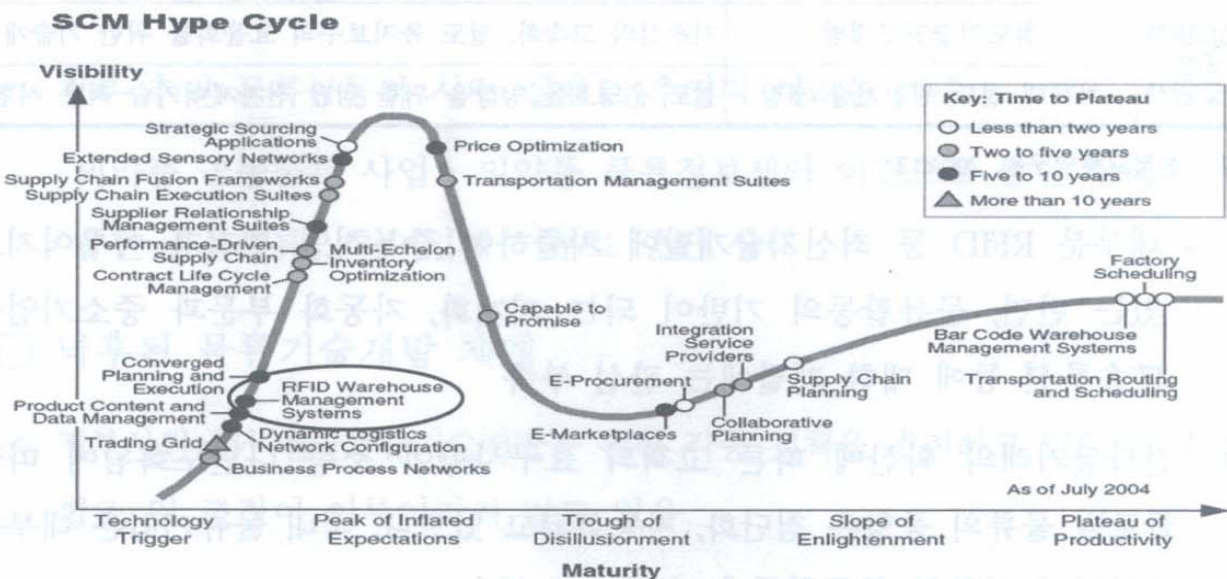 SCM Hype Cycle
Visibility
Key: Time to Plateau
Less than two years
Two to five years
Five to 10 years
More than 10 years
Strategic Sourcing
Applications
Extended Sensory Networks
Supply Chain Fusion Frameworks
Supply Chain Execution Suites
Supplier Relationship
Management Suites
Performance-Driven
Supply Chain
Contract Life Cycle
Management
Multi-Echelon
Inventory
Optimization
Converged
Planning and
Execution
RFID Warehouse
Management
Systems
Product Content and
Data Management
Dynamic Logistics
Network Configuration
Trading Grid
Business Process Networks
Price Optimization
Transportation Management Suites
Capable to
Promise
Integration
Service
Providers
E-Procurement
E-Marketplaces
Supply Chain
Planning
Collaborative
Planning
Factory
Scheduling
Bar Code Warehouse
Management Systems
Transportation Routing
and Scheduling
As of July 2004
Technology
Trigger
Peak of Inflated
Expectations
Trough of
Disillusionment
Slope of
Enlightenment
Plateau of
Productivity
Maturity